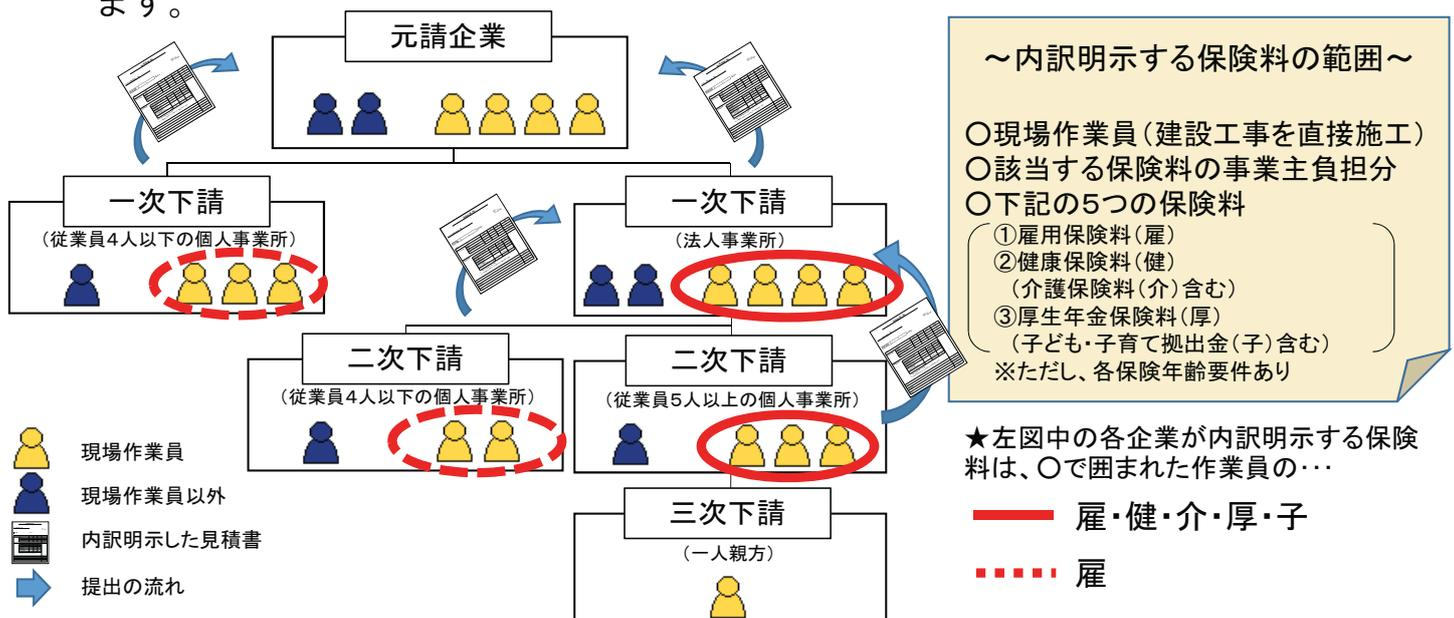 ます。
元請企業
一次下請
(従業員4人以下の個人事業所)
一次下請
(法人事業所)
二次下請
(従業員4人以下の個人事業所)
二次下請
(従業員5人以上の個人事業所)
三次下請
(一人親方)
現場作業員
現場作業員以外
内訳明示した見積書
提出の流れ
～内訳明示する保険料の範囲～
○現場作業員(建設工事を直接施工)
○該当する保険料の事業主負担分
○下記の5つの保険料
①雇用保険料(雇)
②健康保険料(健)
(介護保険料(介)含む)
③厚生年金保険料(厚)
(子ども・子育て拠出金(子)含む)
※ただし、各保険年齢要件あり
★左図中の各企業が内訳明示する保険
料は、○で囲まれた作業員の・・・
雇・健・介・厚・子
雇